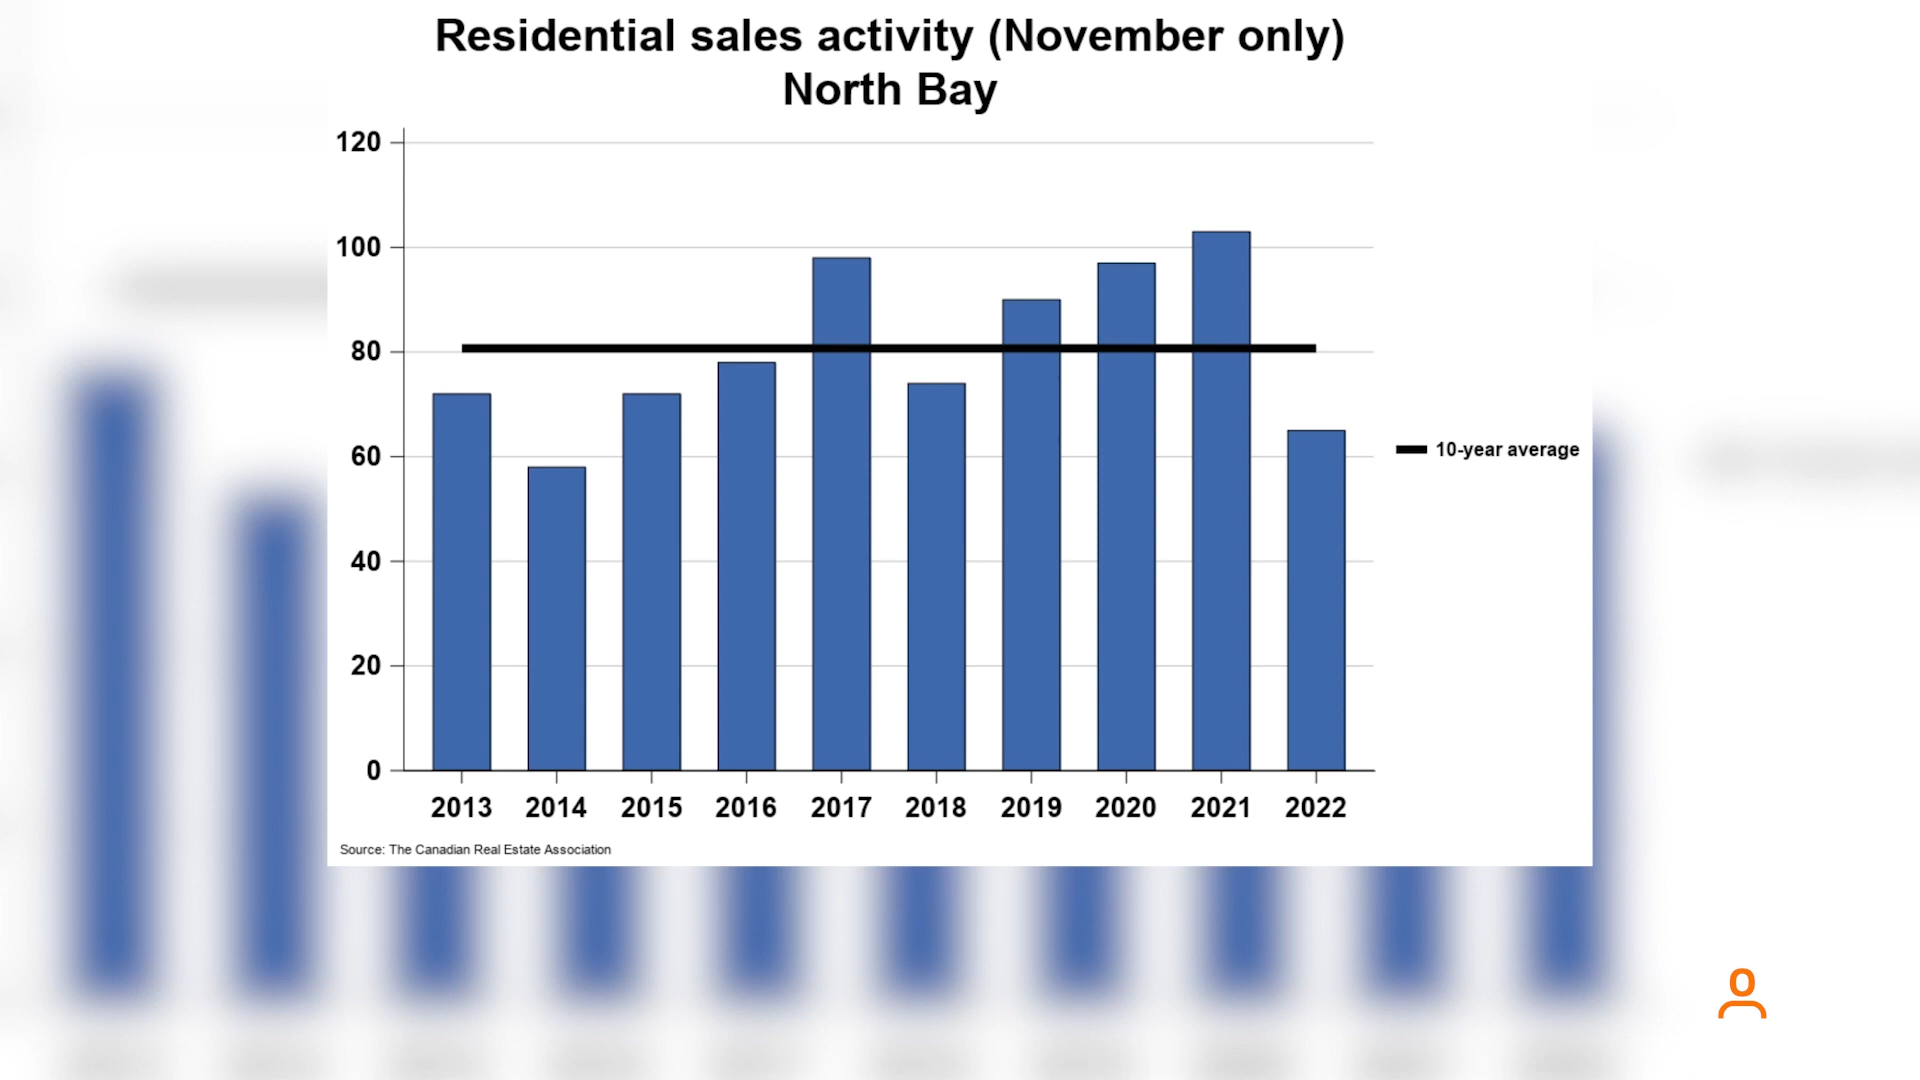 Residential sales activity (November only)
North Bay
120
100
80
60
40
20
0
2013 2014 2015 2016 2017 2018 2019 2020 2021 2022
10-year average
Source: The Canadian Real Estate Association